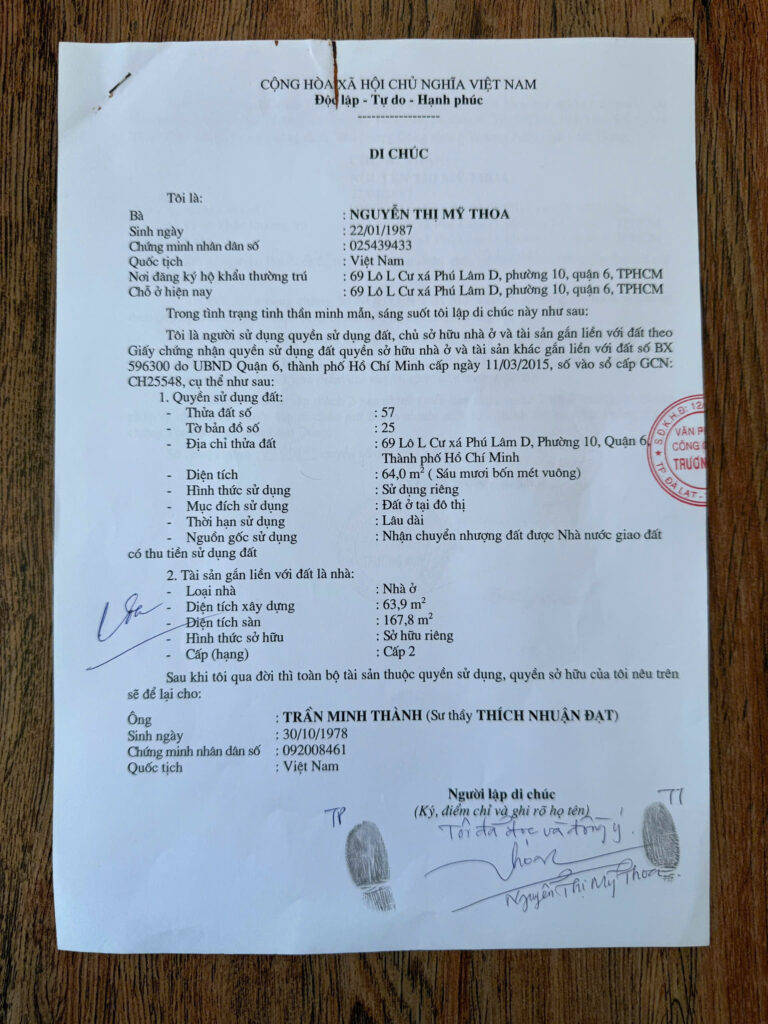 CỘNG HÒA XÃ HỘI CHỦ NGHĨA VIỆT NAM
Độc lập - Tự do - Hạnh phúc
------------------
DI CHÚC
Tôi là:
Bà : NGUYỄN THỊ MỸ THOA
Sinh ngày : 22/01/1987
Chứng minh nhân dân số : 025439433
Quốc tịch : Việt Nam
Nơi đăng ký hộ khẩu thường trú : 69 Lô L Cư xá Phú Lâm D, phường 10, quận 6, TPHCM
Chỗ ở hiện nay : 69 Lô L Cư xá Phú Lâm D, phường 10, quận 6, TPHCM
Trong tình trạng tinh thần minh mẫn, sáng suốt tôi lập di chúc này như sau:
Tôi là người sử dụng quyền sử dụng đất, chủ sở hữu nhà ở và tài sản gắn liền với đất theo
Giấy chứng nhận quyền sử dụng đất quyền sở hữu nhà ở và tài sản khác gắn liền với đất số BX
596300 do UBND Quận 6, thành phố Hồ Chí Minh cấp ngày 11/03/2015, số vào sổ cấp GCN:
CH25548, cụ thể như sau:
1. Quyền sử dụng đất:
- Thửa đất số : 57
- Tờ bản đồ số : 25
- Địa chỉ thửa đất : 69 Lô L Cư xá Phú Lâm D, Phường 10, Quận 6,
Thành phố Hồ Chí Minh
- Diện tích : 64,0 m² ( Sáu mươi bốn mét vuông)
- Hình thức sử dụng : Sử dụng riêng
- Mục đích sử dụng : Đất ở tại đô thị
- Thời hạn sử dụng : Lâu dài
- Nguồn gốc sử dụng : Nhận chuyển nhượng đất được Nhà nước giao đất
có thu tiền sử dụng đất
S.Đ.K.H.Đ: 12
VĂN P
CÔNG
TRƯƠN
TP ĐÀ LẠT - T
2. Tài sản gắn liền với đất là nhà:
- Loại nhà : Nhà ở
- Diện tích xây dựng : 63,9 m²
- Diện tích sàn : 167,8 m²
- Hình thức sở hữu : Sở hữu riêng
- Cấp (hạng) : Cấp 2
Sau khi tôi qua đời thì toàn bộ tài sản thuộc quyền sử dụng, quyền sở hữu của tôi nêu trên
sẽ để lại cho:
Ông : TRẦN MINH THÀNH (Sư thầy THÍCH NHUẬN ĐẠT)
Sinh ngày : 30/10/1978
Chứng minh nhân dân số : 092008461
Quốc tịch : Việt Nam
Người lập di chúc
(Ký, điểm chỉ và ghi rõ họ tên)
TP
TT
Tôi đã đọc và đồng ý.
Nguyễn Thị Mỹ Thoa